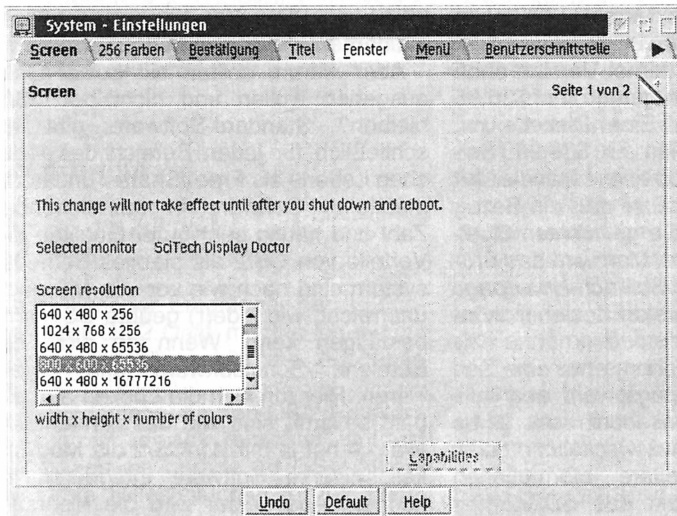 System - Einstellungen
Screen 256 Farben Bestätigung Titel Fenster Menü Benutzerschnittstelle
Screen Seite 1 von 2
This change will not take effect until after you shut down and reboot.
Selected monitor SciTech Display Doctor
Screen resolution
640 x 480 x 256
1024 x 768 x 256
640 x 480 x 65536
800 x 600 x 65536
640 x 480 x 16777216
width x height x number of colors
Capabilities
Undo Default Help